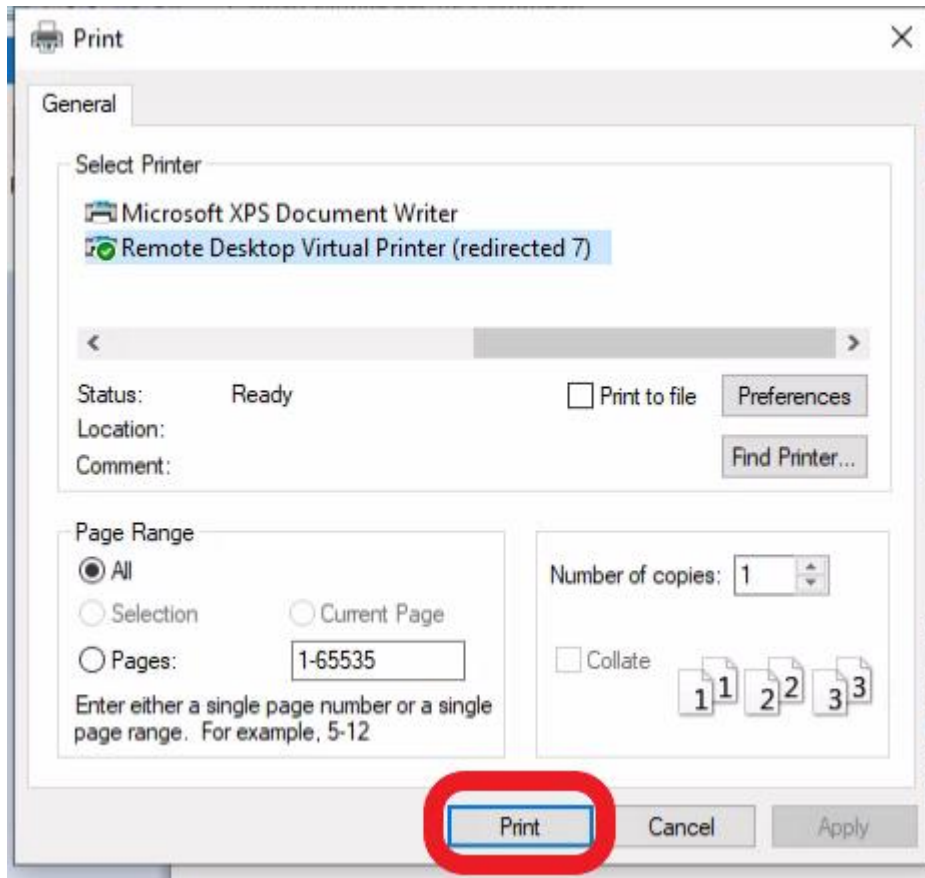 Print
General
Select Printer
Microsoft XPS Document Writer
Remote Desktop Virtual Printer (redirected 7)
Status: Ready
Print to file
Preferences
Location:
Comment:
Find Printer...
Page Range
All
Selection
Current Page
Pages: 1-65535
Enter either a single page number or a single
page range. For example, 5-12
Number of copies: 1
Collate
1 1 2 2 3 3
Print
Cancel
Apply